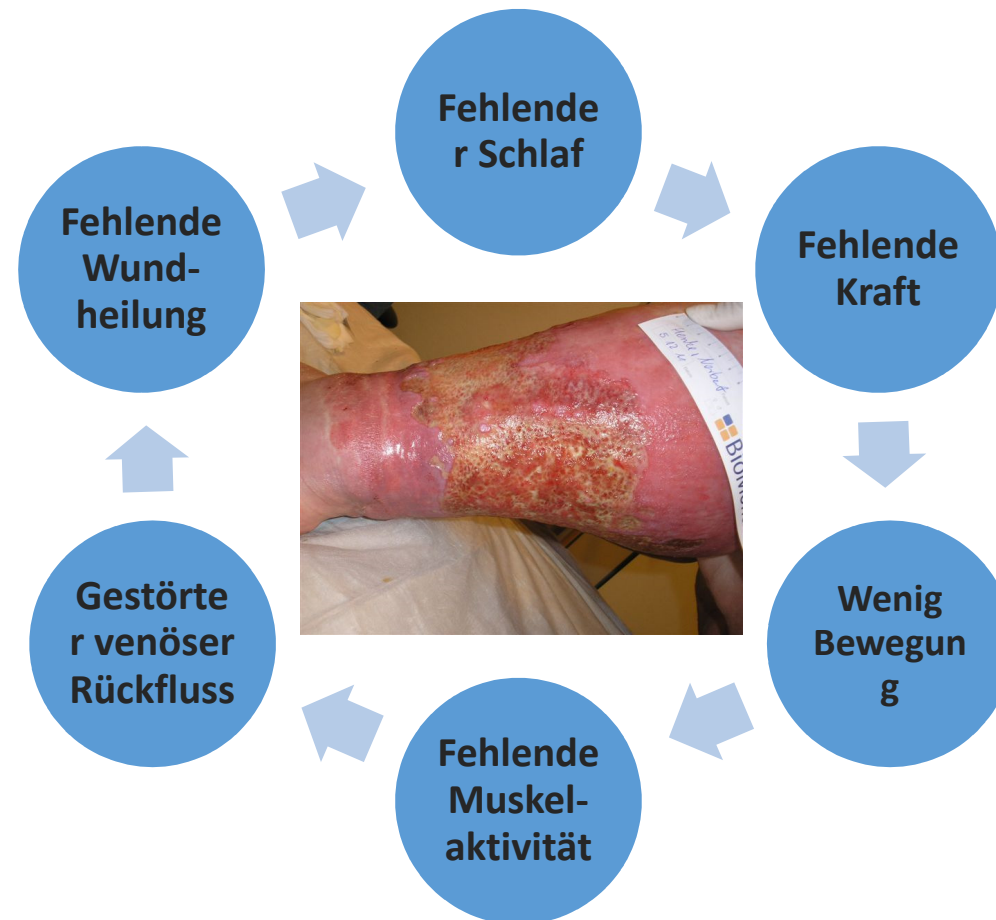 Fehlende
r Schlaf
Fehlende
Kraft
Wenig
Bewegun
g
Fehlende
Muskel-
aktivität
Gestörte
r venöser
Rückfluss
Fehlende
Wund-
heilung